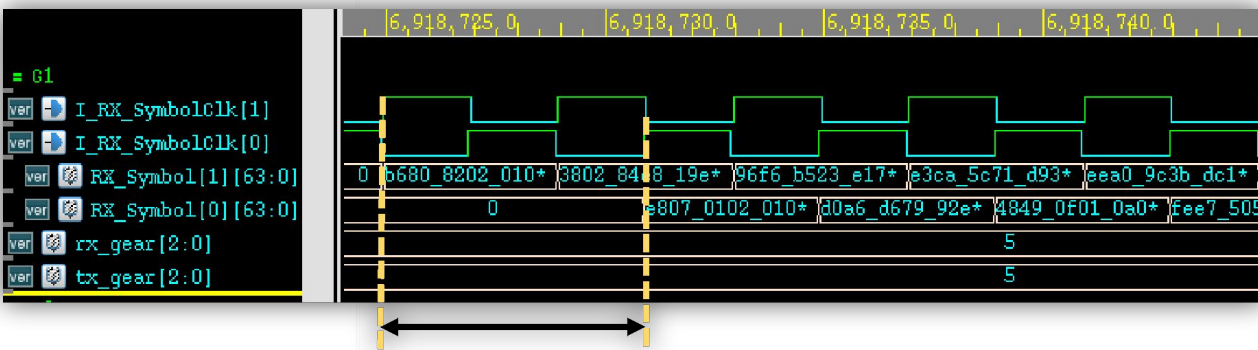 6,918,725.0 6,918,730.0 6,918,735.0 6,918,740.0
= G1
ver I_RX_SymbolClk[1]
ver I_RX_SymbolClk[0]
ver RX_Symbol[1][63:0] 0 b680_8202_010* 3802_8448_19e* 96f6_b523_e17* e3ca_5c71_d93* eea0_9c3b_dc1*
ver RX_Symbol[0][63:0] 0 e807_0102_010* d0a6_d679_92e* 4849_0f01_0a0* fee7_505
ver rx_gear[2:0] 5
ver tx_gear[2:0] 5